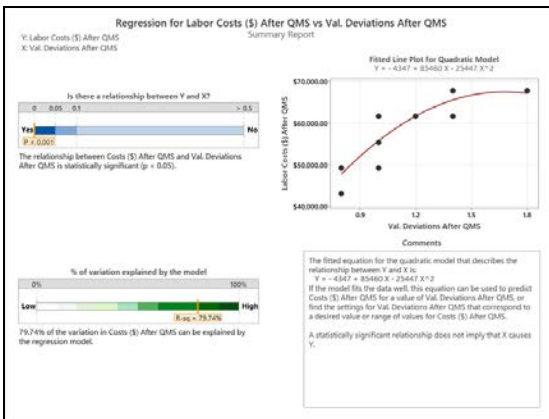 Regression for Labor Costs ($) After QMS vs Val. Deviations After QMS
Summary Report
Y: Labor Costs ($) After QMS
X: Val. Deviations After QMS
Is there a relationship between Y and X?
0 0.05 0.1 > 0.5
Yes No
P < 0.001
The relationship between Costs ($) After QMS and Val. Deviations
After QMS is statistically significant (p < 0.05).
% of variation explained by the model
0% 100%
Low High
R-sq = 79.74%
79.74% of the variation in Costs ($) After QMS can be explained by
the regression model.
Fitted Line Plot for Quadratic Model
Y = - 4347 + 85460 X - 25447 X^2
Labor Costs ($) After QMS
$70,000.00
$60,000.00
$50,000.00
$40,000.00
0.9 1.2 1.5 1.8
Val. Deviations After QMS
Comments
The fitted equation for the quadratic model that describes the
relationship between Y and X is:
Y = - 4347 + 85460 X - 25447 X^2
If the model fits the data well, this equation can be used to predict
Costs ($) After QMS for a value of Val. Deviations After QMS, or
find the settings for Val. Deviations After QMS that correspond to
a desired value or range of values for Costs ($) After QMS.
A statistically significant relationship does not imply that X causes
Y.